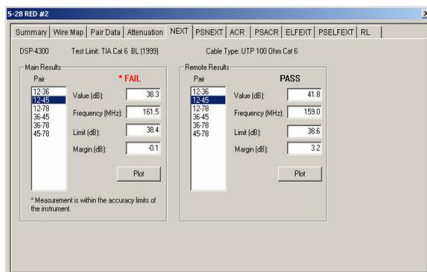 S-28 RED #2
Summary Wire Map Pair Data Attenuation NEXT PSNEXT ACR PSACR ELFEXT PSELFEXT RL
DSP-4300 Test Limit: TIA Cat 6 BL (1999) Cable Type: UTP 100 Ohm Cat 6
Main Results
Pair * FAIL
12-36
12-45
12-78
36-45
36-78
45-78
Value (dB): 38.3
Frequency (MHz): 161.5
Limit (dB): 38.4
Margin (dB): -0.1
Plot
* Measurement is within the accuracy limits of
the instrument.
Remote Results
Pair PASS
12-36
12-45
12-78
36-45
36-78
45-78
Value (dB): 41.8
Frequency (MHz): 159.0
Limit (dB): 38.6
Margin (dB): 3.2
Plot